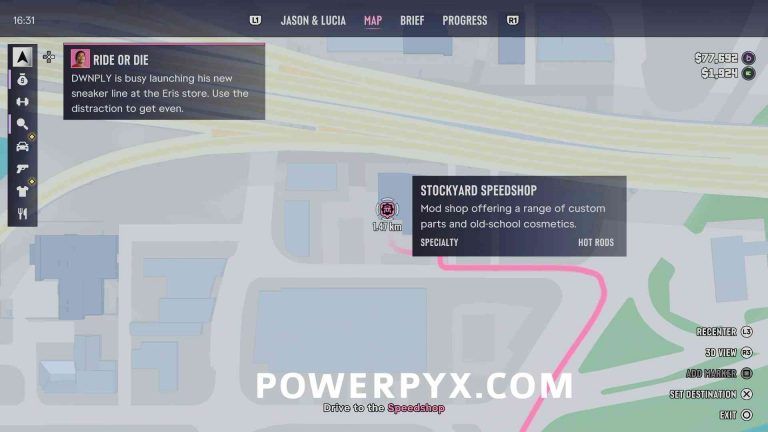 16:31
L1
JASON & LUCIA
MAP
BRIEF
PROGRESS
R1
RIDE OR DIE
DWNPLY is busy launching his new
sneaker line at the Eris store. Use the
distraction to get even.
$77,692
$1,924
STOCKYARD SPEEDSHOP
Mod shop offering a range of custom
parts and old-school cosmetics.
SPECIALTY HOT RODS
1.47 km
RECENTER L3
3D VIEW R3
ADD MARKER
SET DESTINATION
EXIT
POWERPYX.COM
Drive to the Speedshop